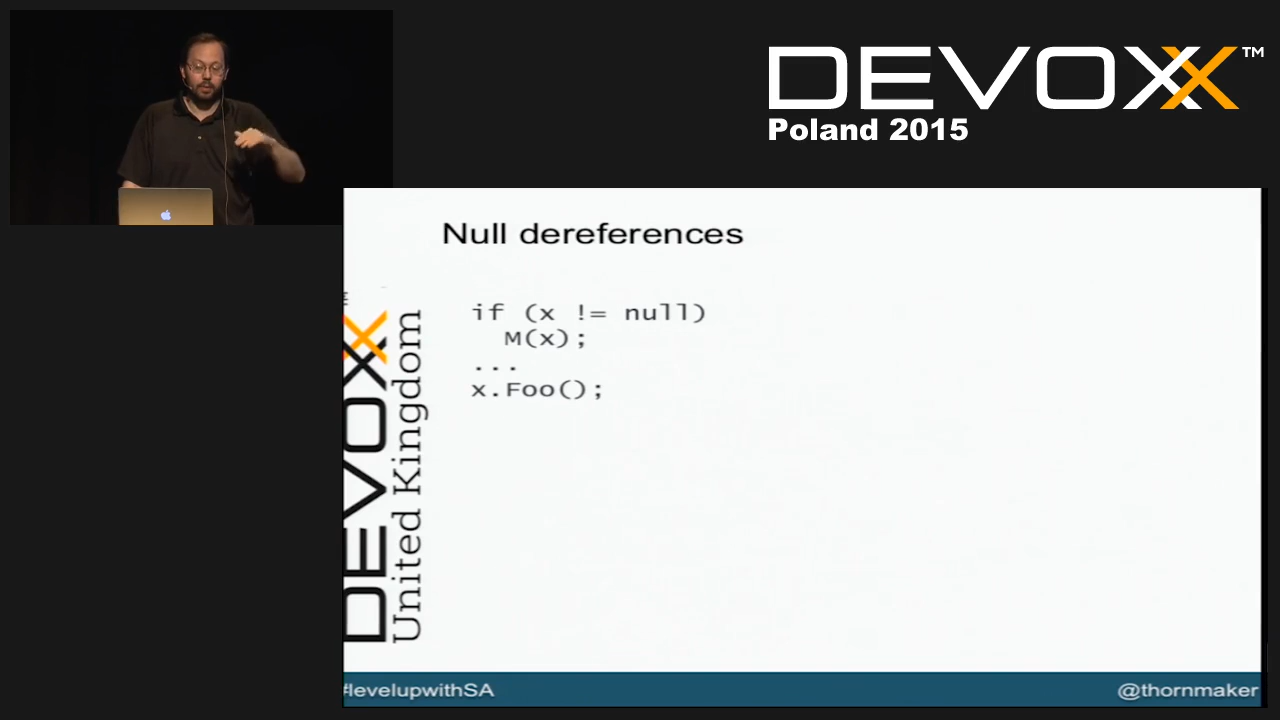 DEVOXX™
Poland 2015
Null dereferences
if (x != null)
M(x);
...
x.Foo();
DEVOXX
United Kingdom
#levelupwithSA
@thornmaker